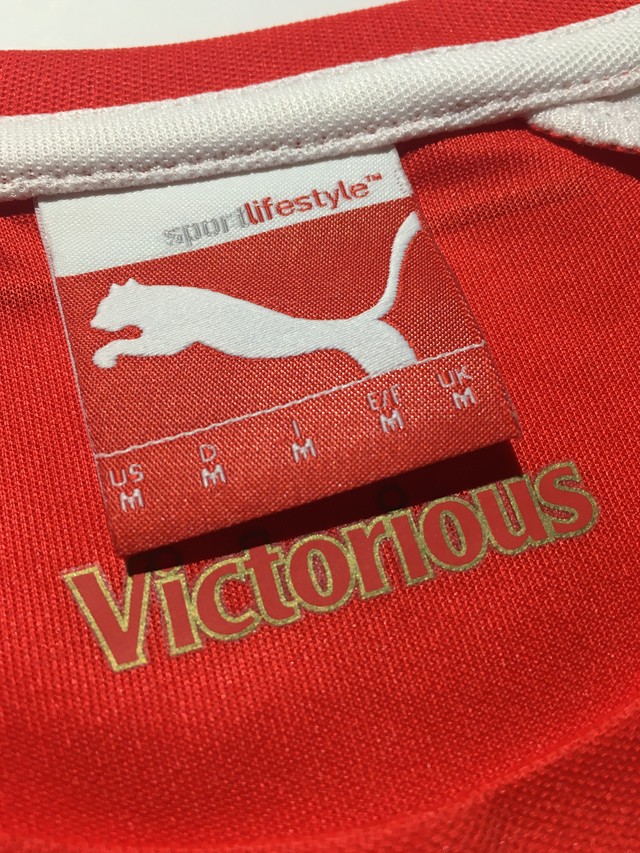 sportlifestyle™
US D I E/F UK
M M M M M
Victorious